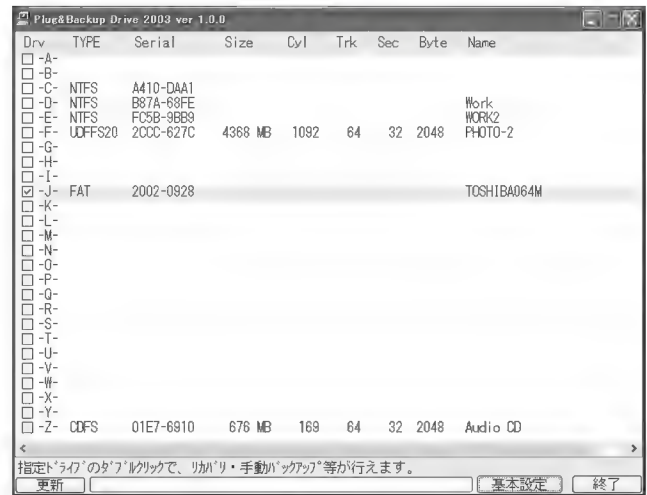 Plug&Backup Drive 2003 ver 1.0.0
Drv TYPE Serial Size Cyl Trk Sec Byte Name
-A-
-B-
-C- NTFS A410-DAA1
-D- NTFS B87A-68FE Work
-E- NTFS FC5B-9BB9 WORK2
-F- UDFFS20 2CCC-627C 4368 MB 1092 64 32 2048 PHOTO-2
-G-
-H-
-I-
-J- FAT 2002-0928 TOSHIBA064M
-K-
-L-
-M-
-N-
-O-
-P-
-Q-
-R-
-S-
-T-
-U-
-V-
-W-
-X-
-Y-
-Z- CDFS 01E7-6910 676 MB 169 64 32 2048 Audio CD
指定ﾄﾞﾗｲﾌﾞのﾀﾞﾌﾞﾙｸﾘｯｸで、ﾘｶﾊﾞﾘ・手動ﾊﾞｯｸｱｯﾌﾟ等が行えます。
更新 基本設定 終了